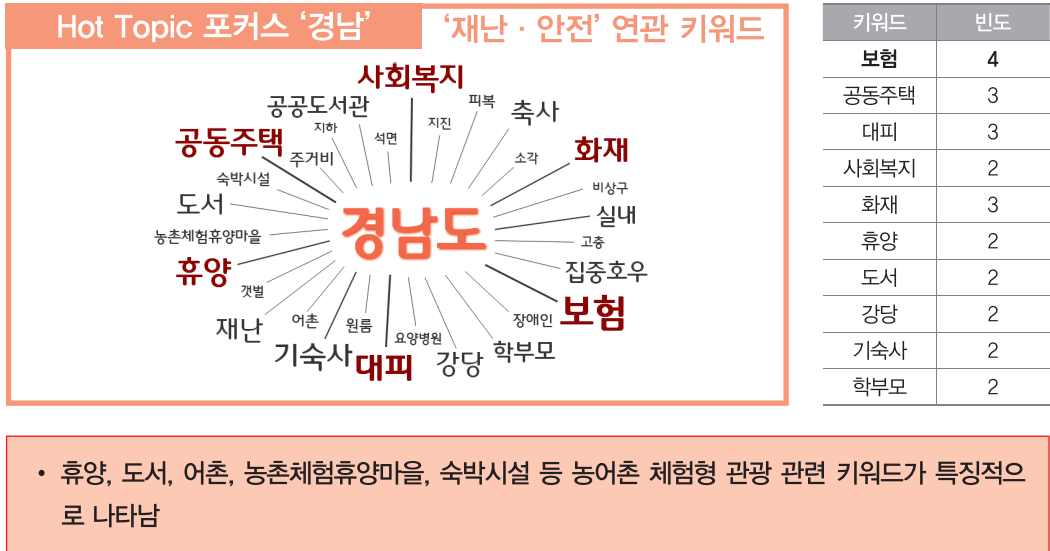 Hot Topic 포커스 ‘경남’
‘재난 · 안전’ 연관 키워드
사회복지
공공도서관
피복
축사
지하
석면
지진
공동주택
화재
주거비
소각
숙박시설
비상구
도서
실내
경남도
농촌체험휴양마을
고층
휴양
집중호우
갯벌
보험
장애인
재난
어촌
원룸
요양병원
기숙사
대피
강당
학부모
키워드 빈도
보험 4
공동주택 3
대피 3
사회복지 2
화재 3
휴양 2
도서 2
강당 2
기숙사 2
학부모 2
• 휴양, 도서, 어촌, 농촌체험휴양마을, 숙박시설 등 농어촌 체험형 관광 관련 키워드가 특징적으
로 나타남